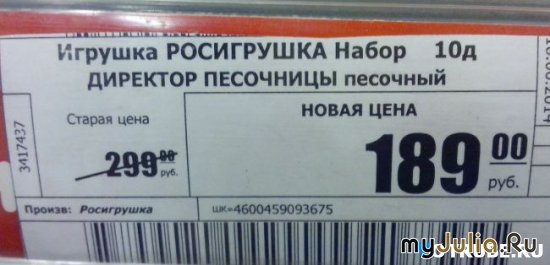 Игрушка РОСИГРУШКА Набор 10д
ДИРЕКТОР ПЕСОЧНИЦЫ песочный
3417437
Старая цена
299 00
руб.
НОВАЯ ЦЕНА
189 00
руб.
Произв: Росигрушка
ШК=4600459093675
myJulia.Ru